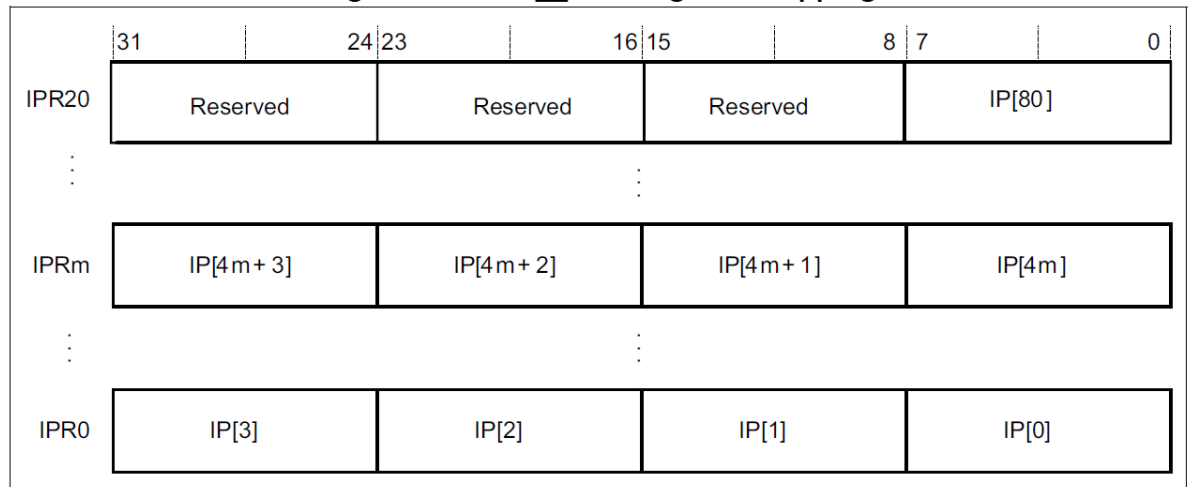 31 24 23 16 15 8 7 0
IPR20 Reserved Reserved Reserved IP[80]
IPRm IP[4m+3] IP[4m+2] IP[4m+1] IP[4m]
IPR0 IP[3] IP[2] IP[1] IP[0]